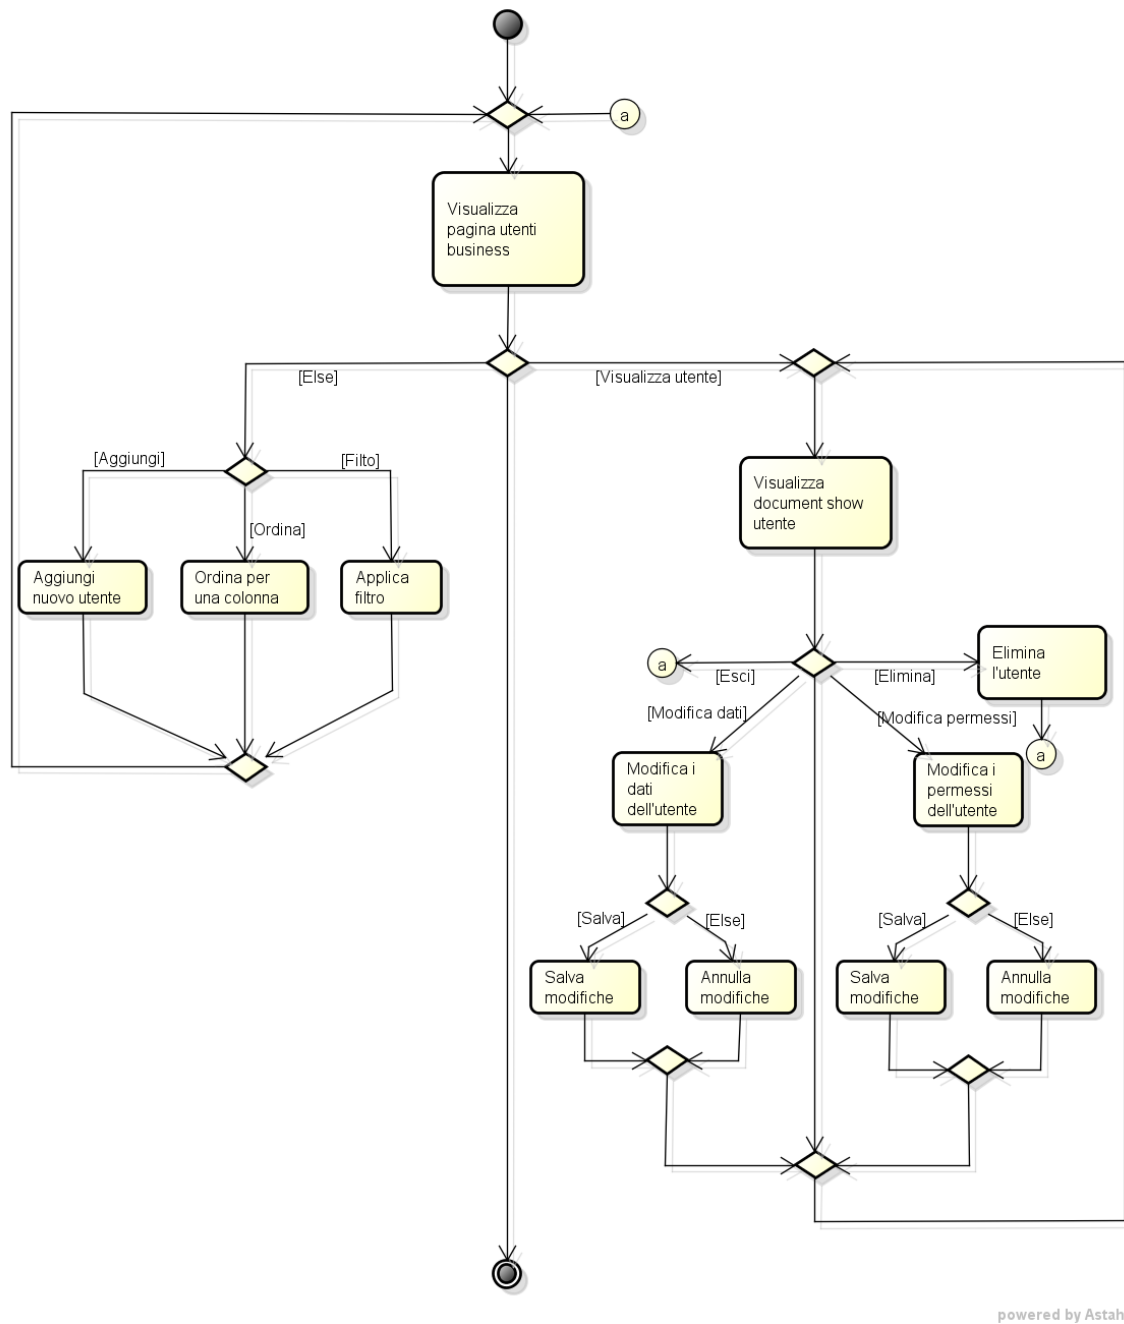 a
Visualizza
pagina utenti
business
[Else]
[Visualizza utente]
[Aggiungi]
[Filto]
[Ordina]
Visualizza
document show
utente
Aggiungi
nuovo utente
Ordina per
una colonna
Applica
filtro
a
[Esci]
[Elimina]
Elimina
l'utente
[Modifica dati]
[Modifica permessi]
a
Modifica i
dati
dell'utente
Modifica i
permessi
dell'utente
[Salva]
[Else]
[Salva]
[Else]
Salva
modifiche
Annulla
modifiche
Salva
modifiche
Annulla
modifiche
powered by Astah